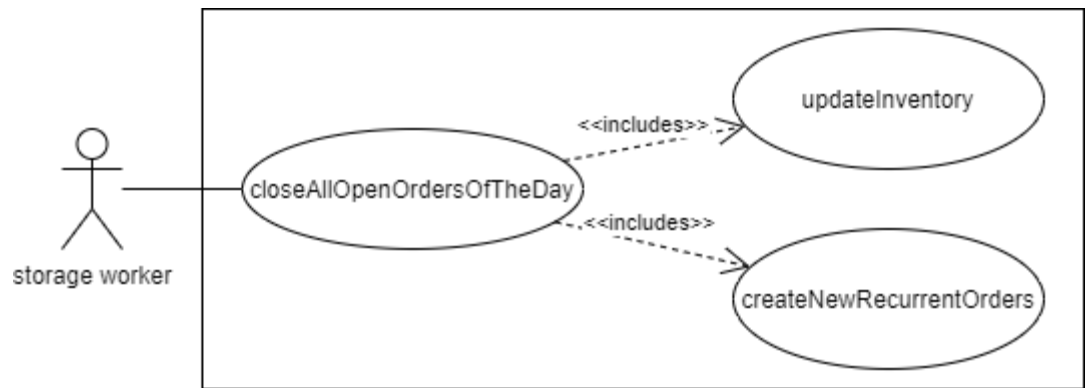 updateInventory
<<includes>>
closeAllOpenOrdersOfTheDay
<<includes>>
storage worker
createNewRecurrentOrders